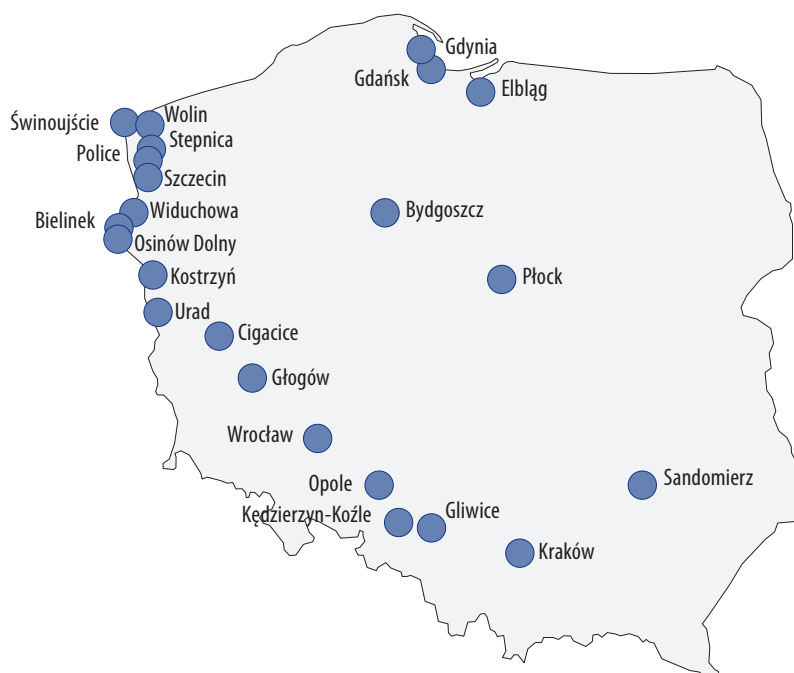 Gdynia
Gdańsk
Elbląg
Świnoujście
Wolin
Stepnica
Police
Szczecin
Widuchowa
Bielinek
Osinów Dolny
Bydgoszcz
Kostrzyń
Płock
Urad
Cigacice
Głogów
Wrocław
Opole
Sandomierz
Kędzierzyn-Koźle
Gliwice
Kraków